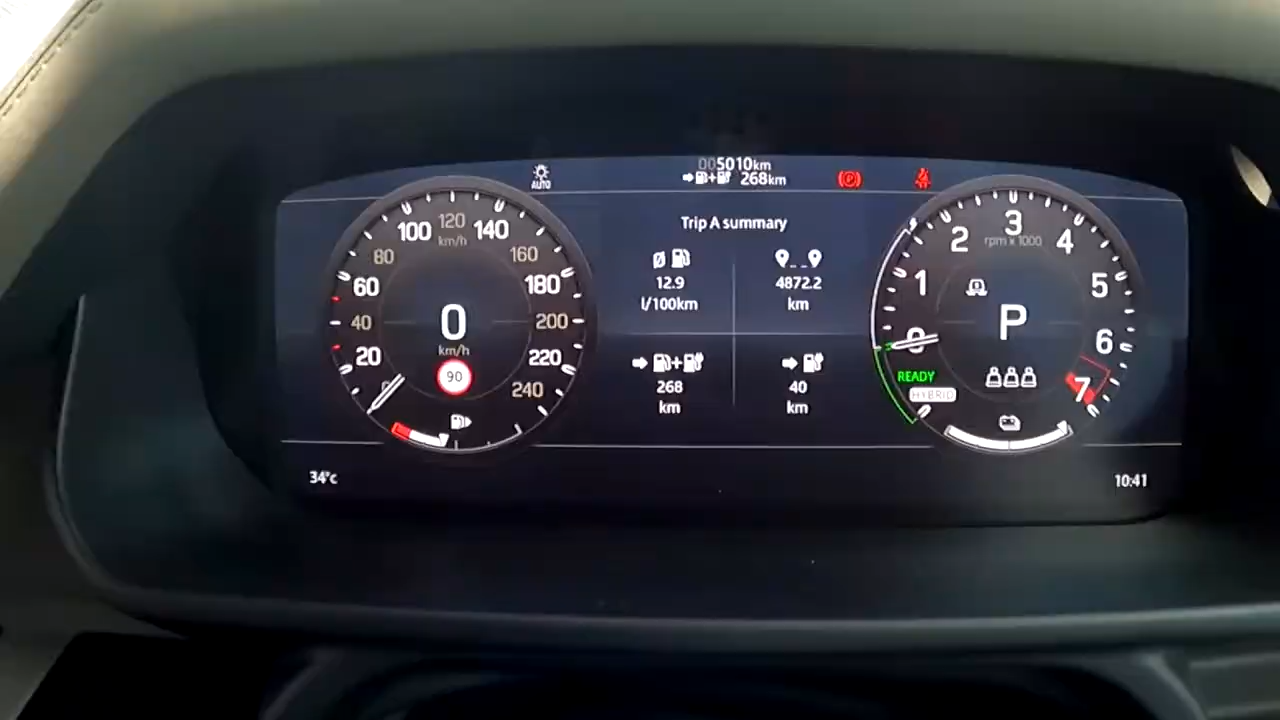 005010km
268km
AUTO
Trip A summary
12.9
l/100km
4872.2
km
268
km
40
km
0
20
40
60
80
100
120
140
160
180
200
220
240
km/h
0
km/h
90
0
1
2
3
4
5
6
7
rpm x 1000
P
READY
HYBRID
34°c
10:41